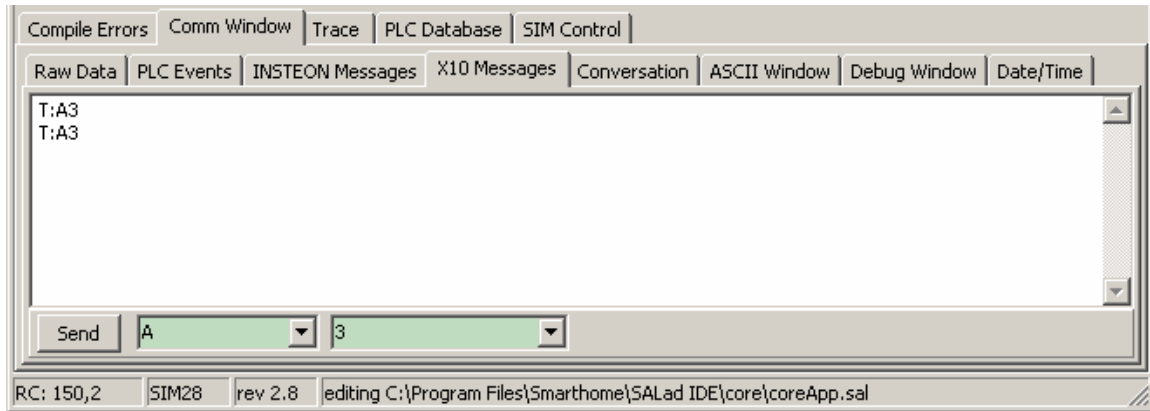 Compile Errors Comm Window Trace PLC Database SIM Control
Raw Data PLC Events INSTEON Messages X10 Messages Conversation ASCII Window Debug Window Date/Time
T:A3
T:A3
Send A 3
RC: 150,2 SIM28 rev 2.8 editing C:\Program Files\Smarthome\SALad IDE\core\coreApp.sal